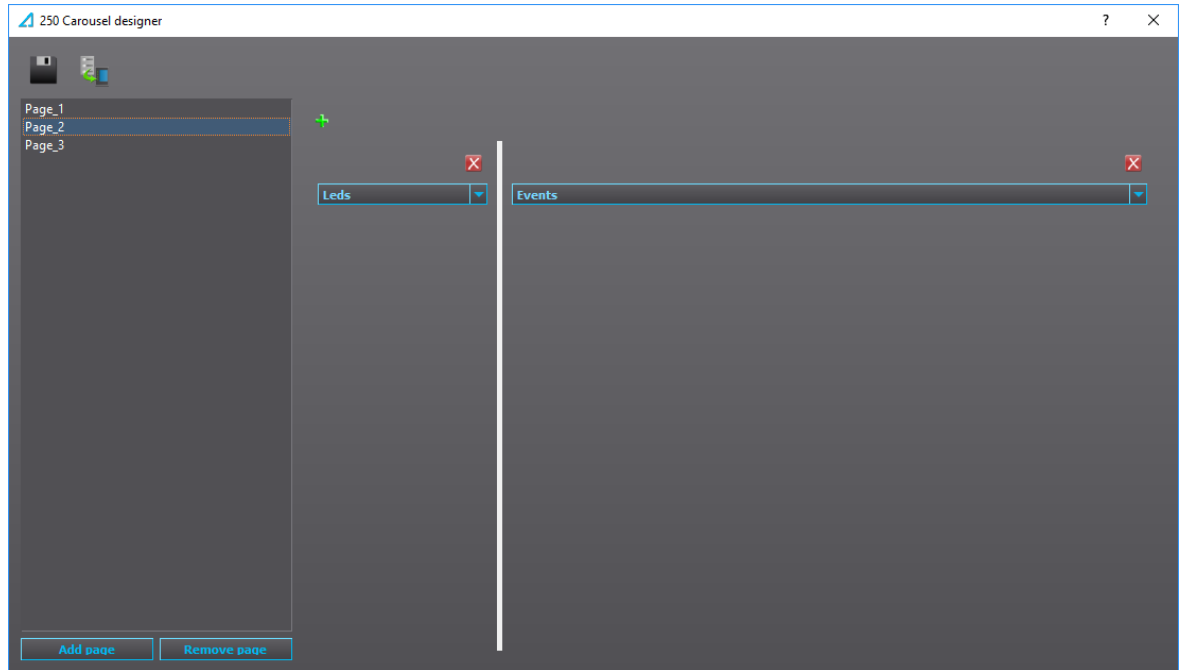 250 Carousel designer
Page_1
Page_2
Page_3
Leds
Events
Add page
Remove page